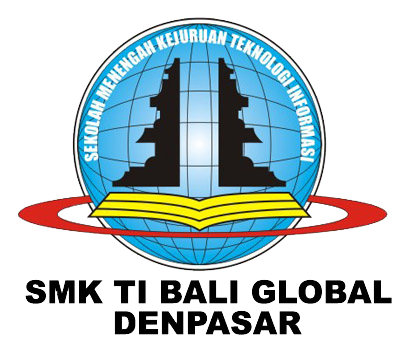 SEKOLAH MENENGAH KEJURUAN TEKNOLOGI INFORMASI
SMK TI BALI GLOBAL
DENPASAR